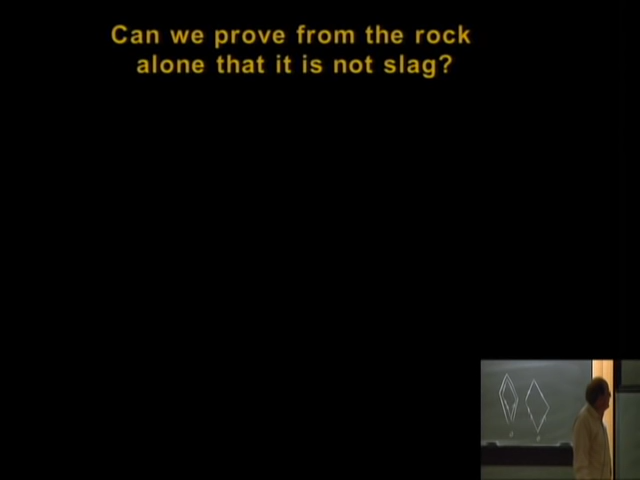 Can we prove from the rock
alone that it is not slag?